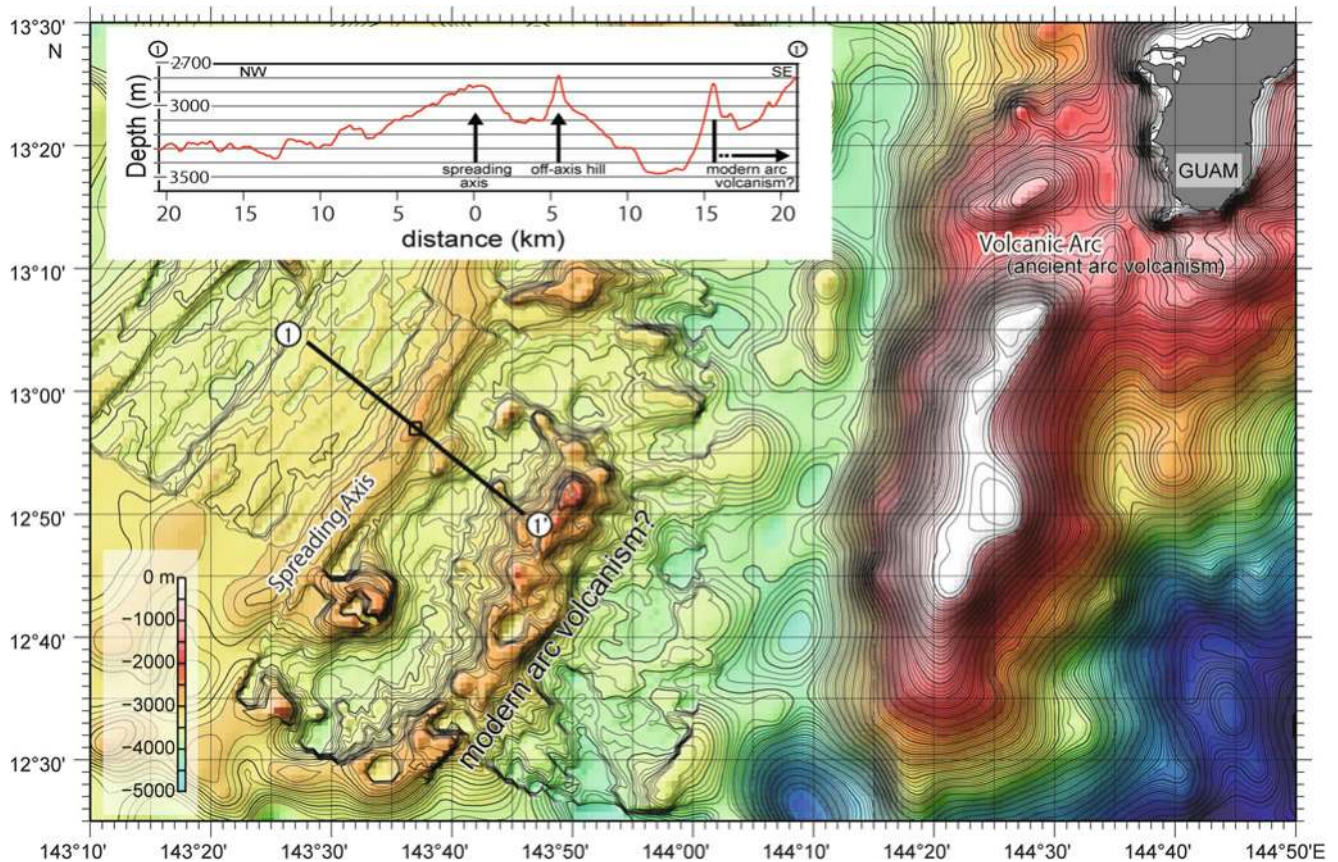 13°30'
N
13°20'
13°10'
13°00'
12°50'
12°40'
12°30'
1
1'
−2700
NW
SE
3000
3500
Depth (m)
spreading
axis
off-axis hill
modern arc
volcanism?
20
15
10
5
0
5
10
15
20
distance (km)
GUAM
Volcanic Arc
(ancient arc volcanism)
1
1'
Spreading Axis
modern arc volcanism?
0 m
−1000
−2000
−3000
−4000
−5000
143°10'
143°20'
143°30'
143°40'
143°50'
144°00'
144°10'
144°20'
144°30'
144°40'
144°50'E